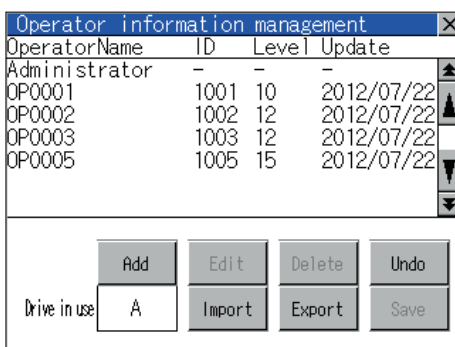 Operator information management
OperatorName ID Level Update
Administrator - - -
OP0001 1001 10 2012/07/22
OP0002 1002 12 2012/07/22
OP0003 1003 12 2012/07/22
OP0005 1005 15 2012/07/22
Add Edit Delete Undo
Drive in use A Import Export Save